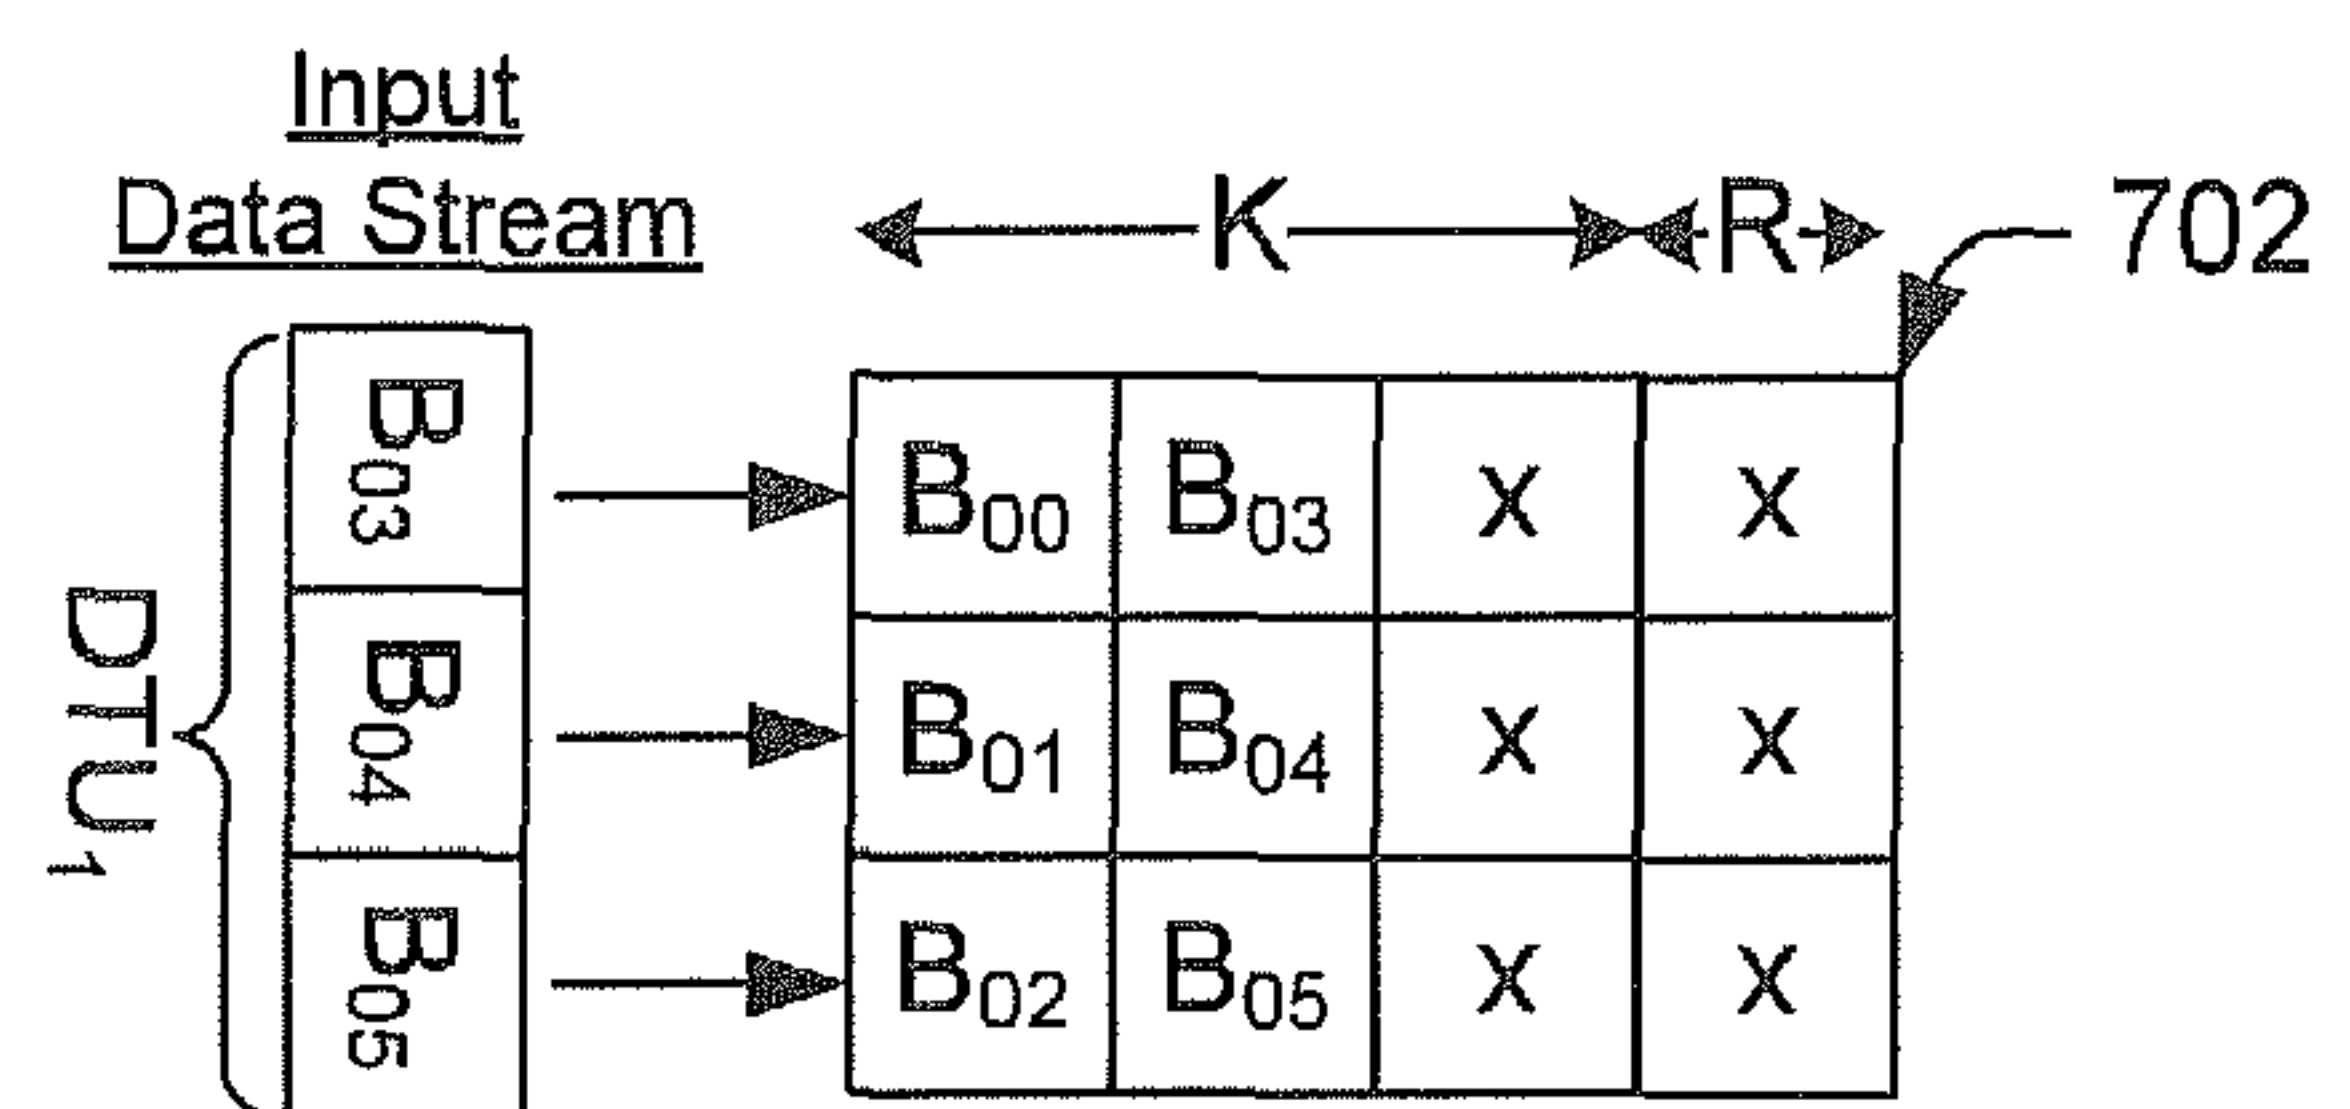 Input
Data Stream
K R 702
DTU1
B03 B00 B03 X X
B04 B01 B04 X X
B05 B02 B05 X X